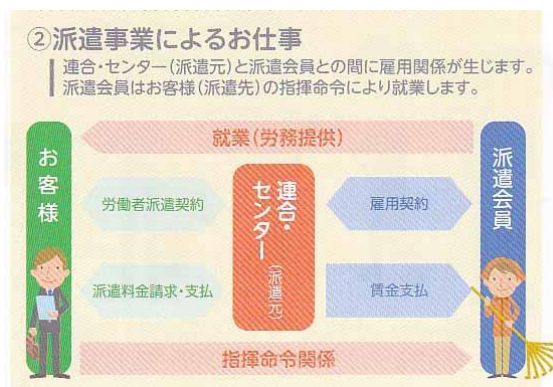 ②派遣事業によるお仕事
連合・センター(派遣元)と派遣会員との間に雇用関係が生じます。
派遣会員はお客様(派遣先)の指揮命令により就業します。
就業(労務提供)
お客様
労働者派遣契約
連合・
センター
(派遣元)
雇用契約
派遣会員
派遣料金請求・支払
賃金支払
指揮命令関係